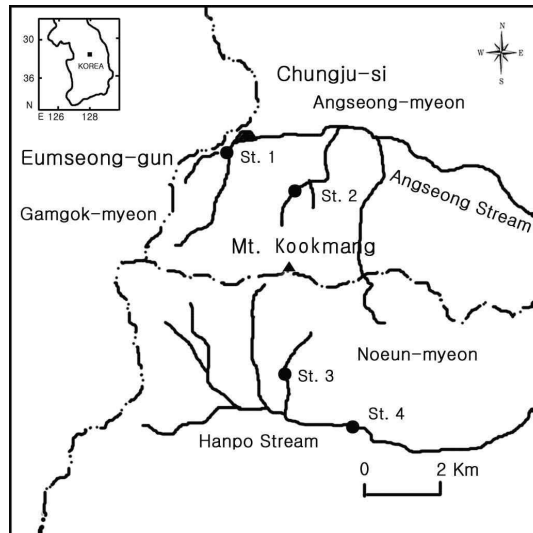 30
36
N
E 126 128
KOREA
N
W E
S
Chungju-si
Angseong-myeon
Eumseong-gun
St. 1
Gamgok-myeon
St. 2
Angseong Stream
Mt. Kookmang
Noeun-myeon
St. 3
St. 4
Hanpo Stream
0 2 Km